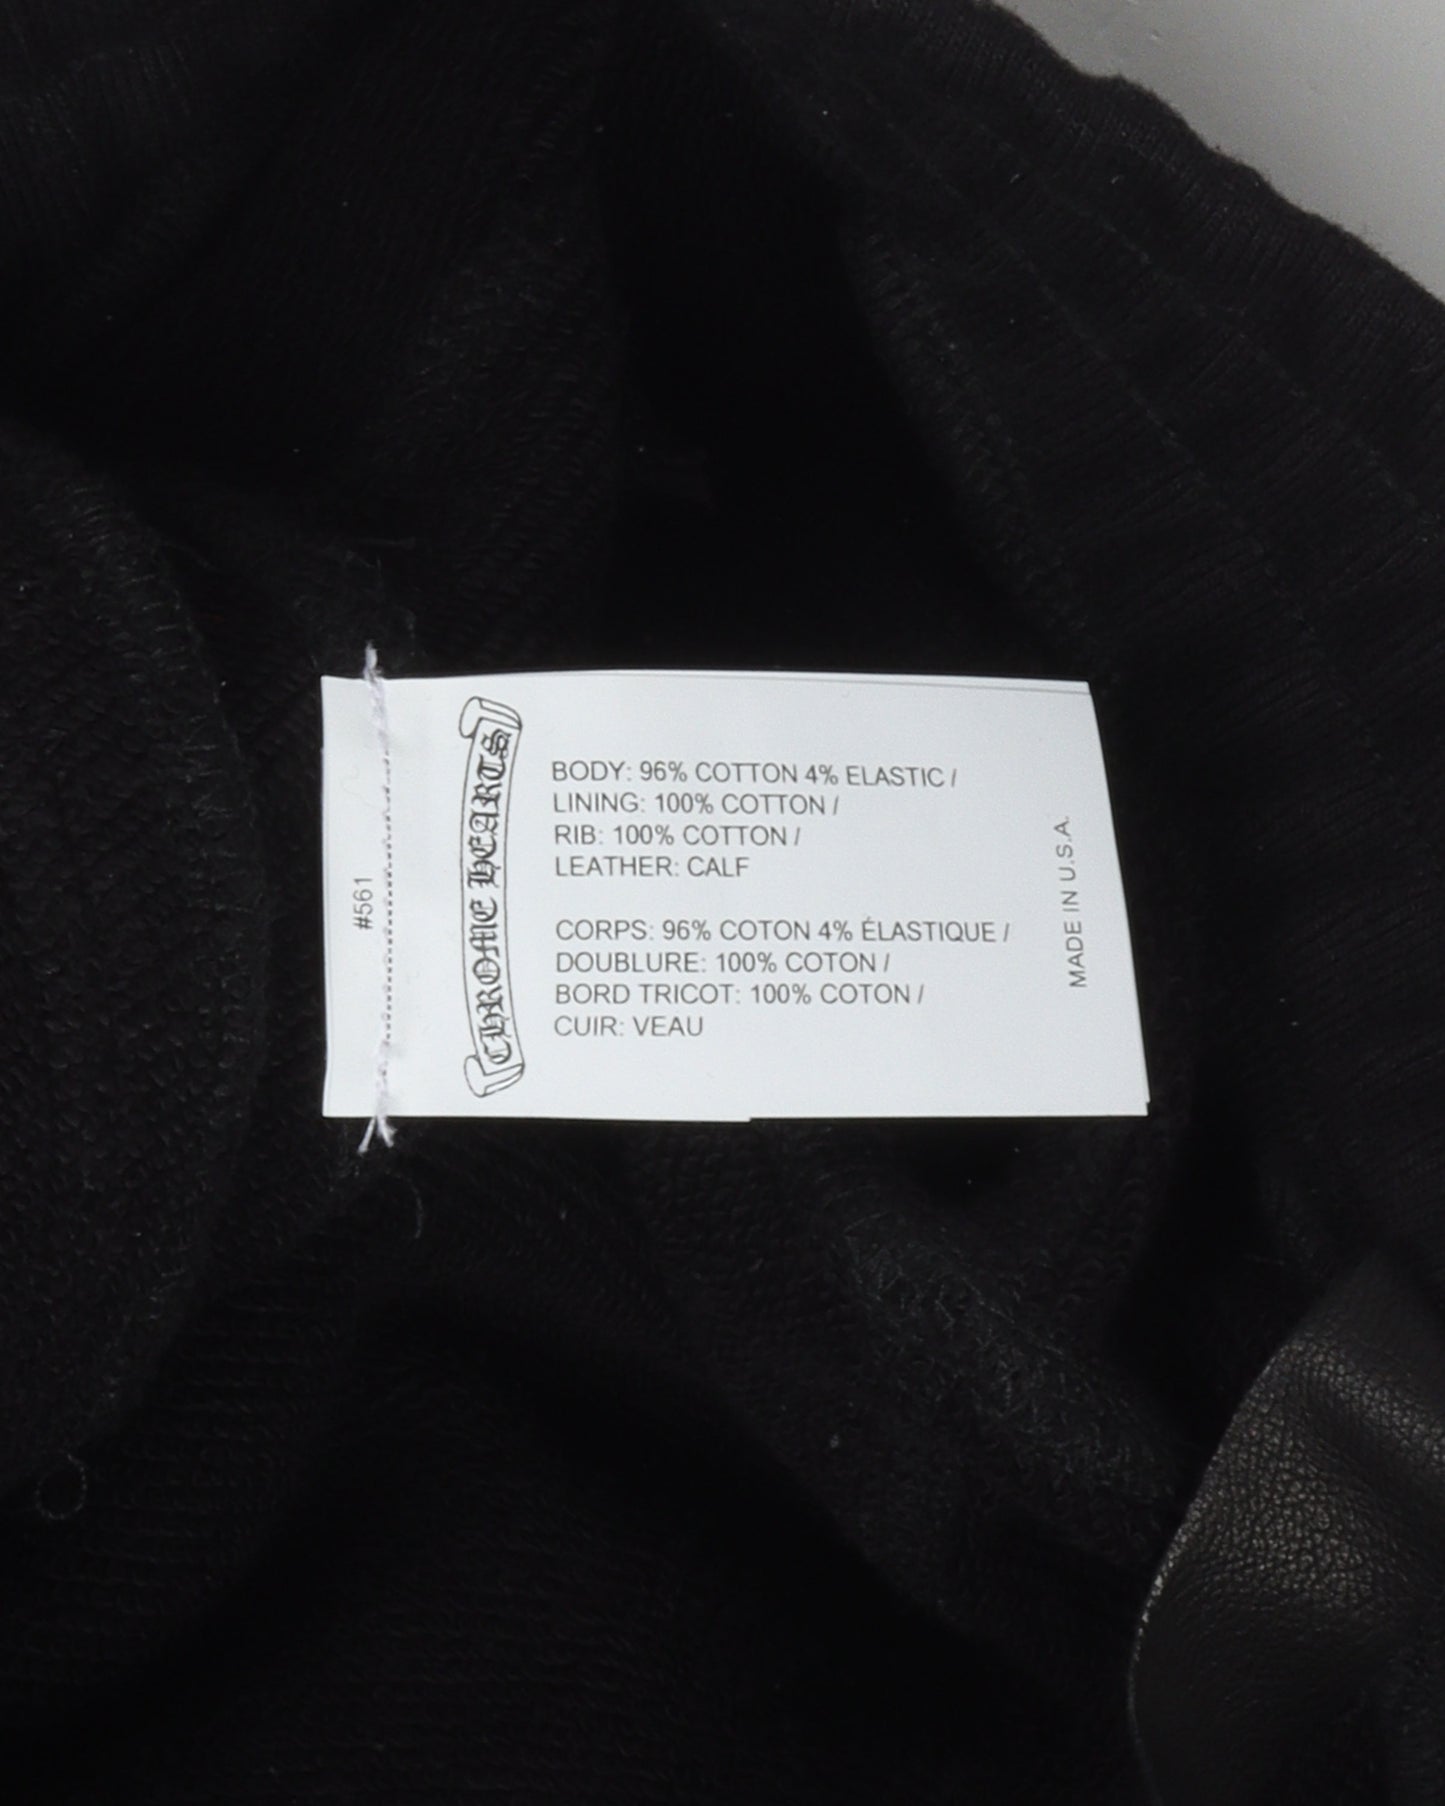 #561
CHROME HEARTS
BODY: 96% COTTON 4% ELASTIC /
LINING: 100% COTTON /
RIB: 100% COTTON /
LEATHER: CALF
CORPS: 96% COTON 4% ÉLASTIQUE /
DOUBLURE: 100% COTON /
BORD TRICOT: 100% COTON /
CUIR: VEAU
MADE IN U.S.A.